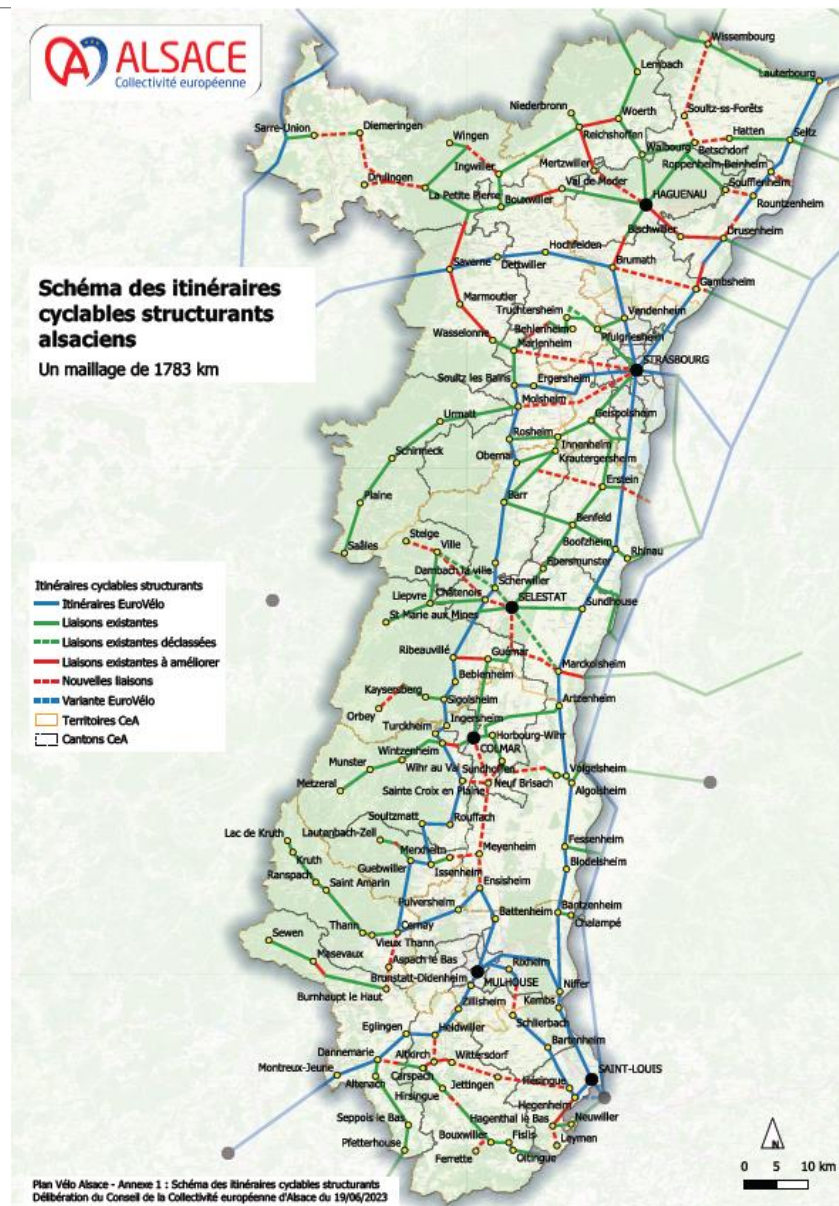 ALSACE
Collectivité européenne
Schéma des itinéraires
cyclables structurants
alsaciens
Un maillage de 1783 km
Wissembourg
Lembach
Lauterbourg
Niederbronn
Woerth
Soultz-ss-Forêts
Reichshoffen
Sarre-Union
Diemeringen
Wingen
Walbourg
Hatten
Seltz
Betschdorf
Ingwiller
Mertzwiller
Roppenheim-Beinheim
Drulingen
Val de Moder
Soufflenheim
La Petite Pierre
Bouxwiller
HAGUENAU
Rountzenheim
Bischwiller
Drusenheim
Hochfelden
Saverne
Dettwiller
Brumath
Gambsheim
Marmoutier
Truchtersheim
Vendenheim
Behlenheim
Pfulgriesheim
Wasselonne
Marlenheim
STRASBOURG
Soultz les Bains
Ergersheim
Molsheim
Urmatt
Geispolsheim
Rosheim
Innenheim
Obernai
Krautergersheim
Schirmeck
Erstein
Plaine
Barr
Benfeld
Steige
Boofzheim
Saâles
Ville
Rhinau
Dambach la ville
Ebersmunster
Scherwiller
Itinéraires cyclables structurants
Itinéraires EuroVélo
Liaisons existantes
Liaisons existantes déclassées
Liaisons existantes à améliorer
Nouvelles liaisons
Variante EuroVélo
Territoires CeA
Cantons CeA
Liepvre
Châtenois
SELESTAT
Sundhouse
St Marie aux Mines
Ribeauvillé
Guémar
Marckolsheim
Beblenheim
Kaysersberg
Sigolsheim
Artzenheim
Orbey
Ingersheim
Turckheim
Horbourg-Wihr
Wintzenheim
COLMAR
Munster
Wihr au Val
Sundhoffen
Volgelsheim
Metzeral
Neuf Brisach
Sainte Croix en Plaine
Algolsheim
Soultzmatt
Rouffach
Lac de Kruth
Lautenbach-Zell
Merxheim
Meyenheim
Fessenheim
Kruth
Guebwiller
Issenheim
Blodelsheim
Ranspach
Saint Amarin
Ensisheim
Pulversheim
Battenheim
Bantzenheim
Chalampé
Sewen
Thann
Cernay
Vieux Thann
Masevaux
Aspach le Bas
Rixheim
Brunstatt-Didenheim
MULHOUSE
Niffer
Burnhaupt le Haut
Zillisheim
Kembs
Schlierbach
Eglingen
Heidwiller
Bartenheim
Dannemarie
Altkirch
Wittersdorf
SAINT-LOUIS
Montreux-Jeune
Carspach
Altenach
Jettingen
Hésingue
Hirsingue
Hegenheim
Seppois le Bas
Hagenthal le Bas
Neuwiller
Bouxwiller
Fislis
Leymen
Pfetterhouse
Ferrette
Oltingue
N
0 5 10 km
Plan Vélo Alsace - Annexe 1 : Schéma des itinéraires cyclables structurants
Délibération du Conseil de la Collectivité européenne d'Alsace du 19/06/2023